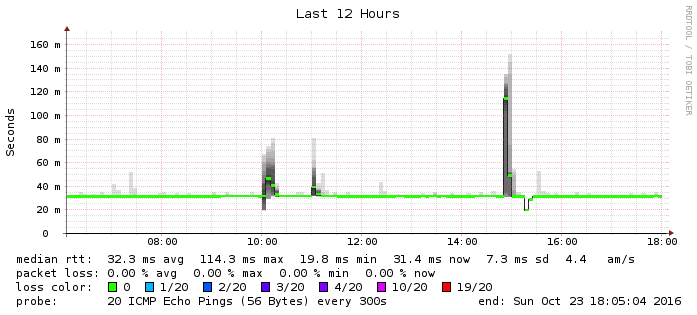 Last 12 Hours
RRDTOOL / TOBI OETIKER
Seconds
160 m
140 m
120 m
100 m
80 m
60 m
40 m
20 m
0
08:00 10:00 12:00 14:00 16:00 18:00
median rtt: 32.3 ms avg 114.3 ms max 19.8 ms min 31.4 ms now 7.3 ms sd 4.4 am/s
packet loss: 0.00 % avg 0.00 % max 0.00 % min 0.00 % now
loss color: 0 1/20 2/20 3/20 4/20 10/20 19/20
probe: 20 ICMP Echo Pings (56 Bytes) every 300s end: Sun Oct 23 18:05:04 2016